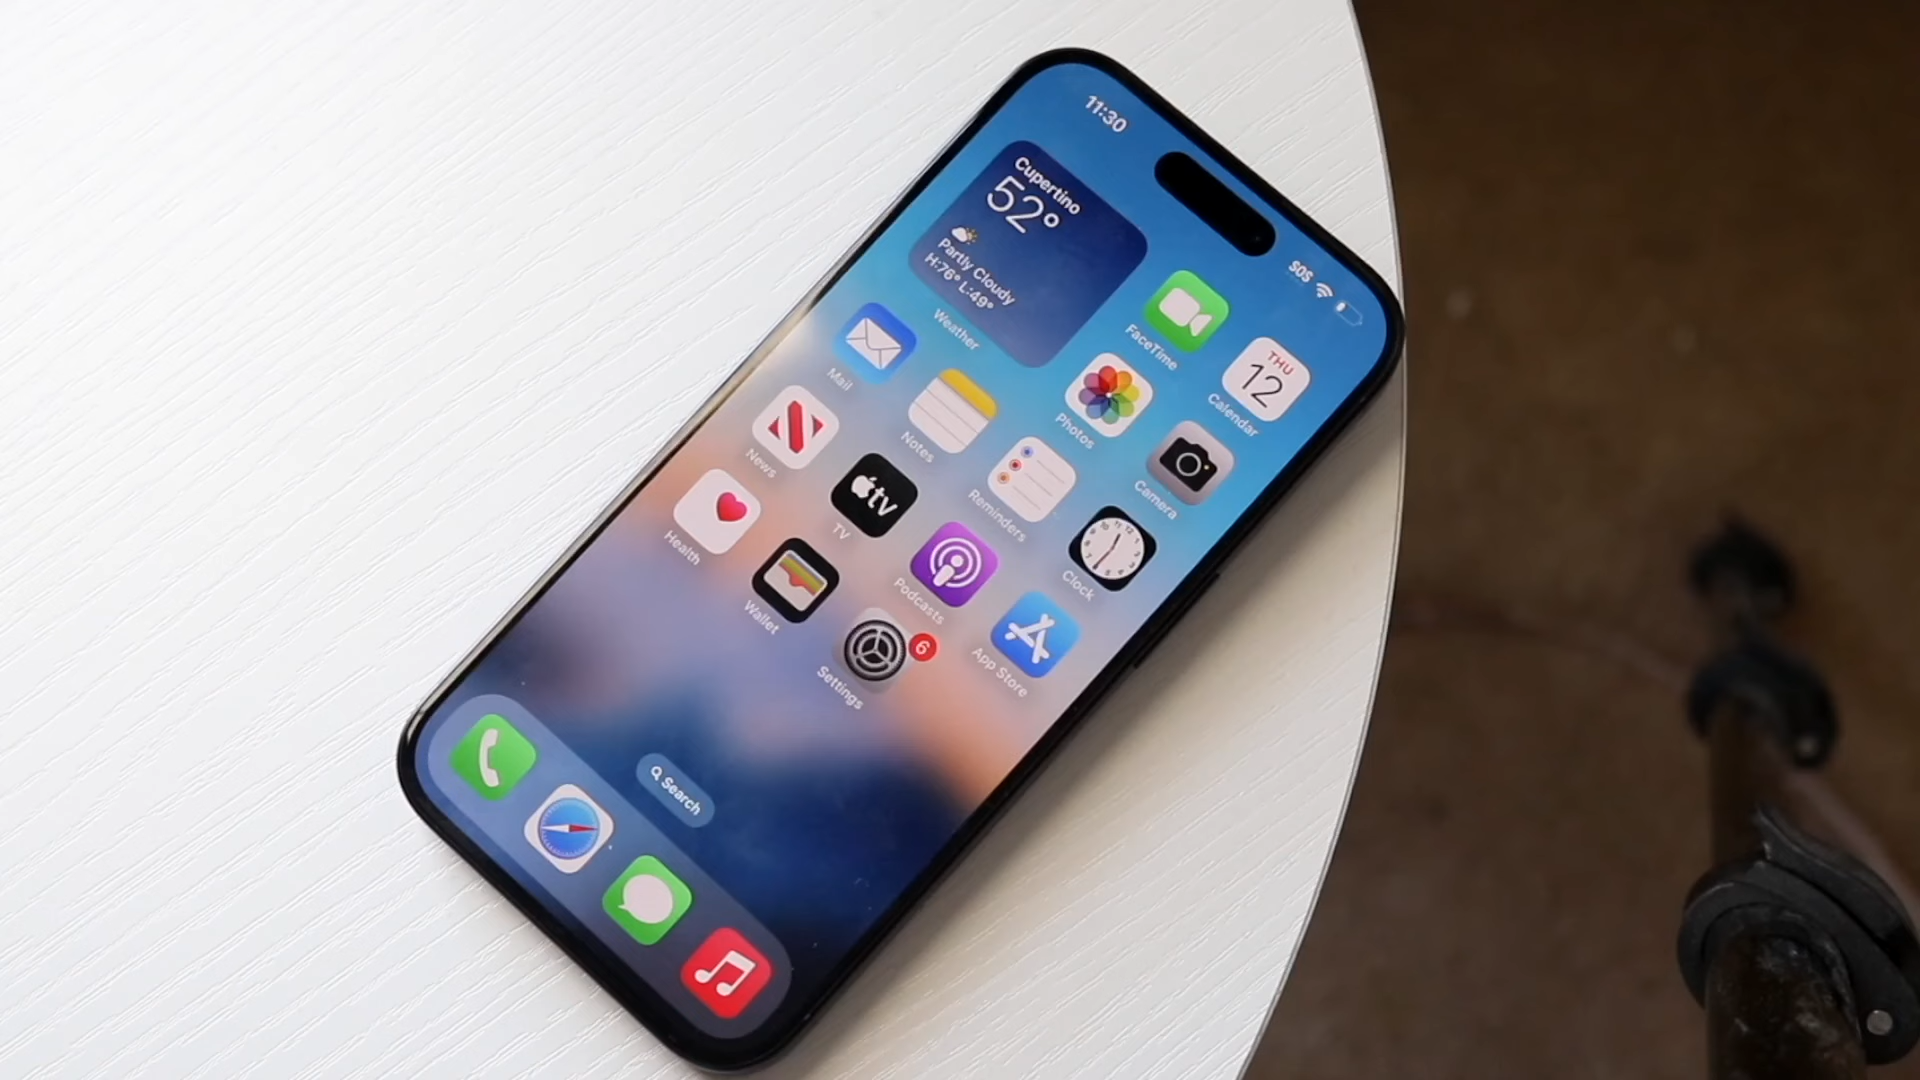 11:30
SOS
Cupertino
52°
Partly Cloudy
H:76° L:49°
Weather
FaceTime
THU
12
Calendar
Photos
Camera
Mail
Notes
Reminders
Clock
News
tv
TV
Podcasts
App Store
Health
Wallet
6
Settings
Search